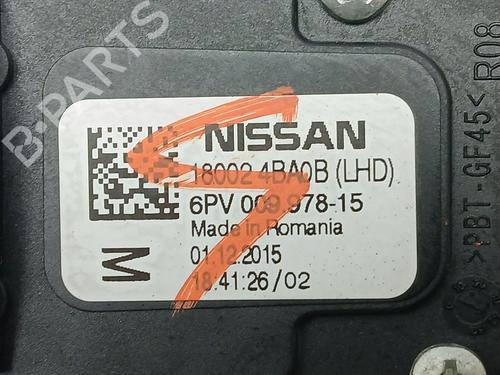 NISSAN
18002 4BA0B (LHD)
6PV 009.978-15
Made in Romania
01.12.2015
18:41:26/02
M
>PBT-GF45< R08
B-PARTS